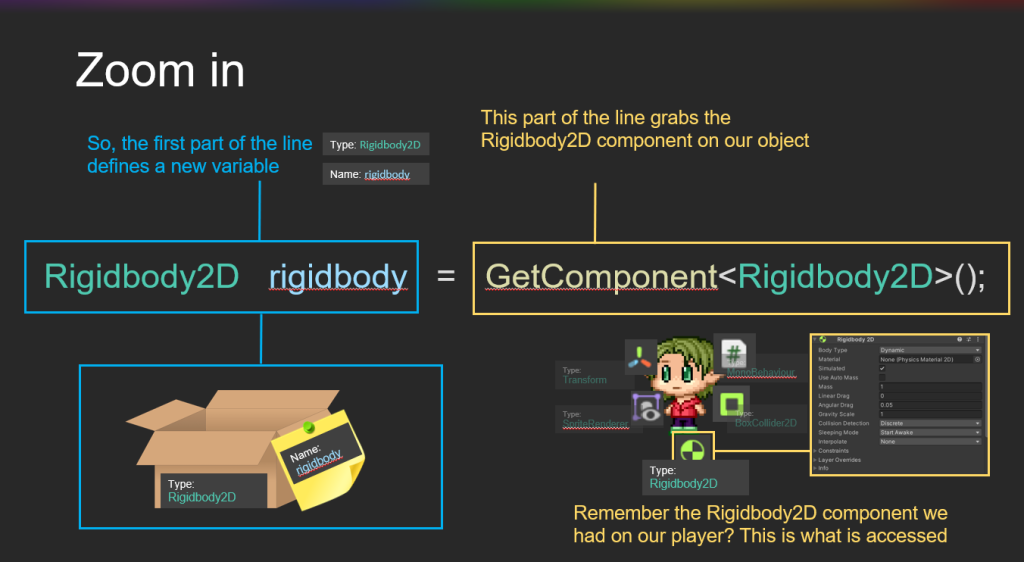 Zoom in
So, the first part of the line
defines a new variable
Type: Rigidbody2D
Name: rigidbody
This part of the line grabs the
Rigidbody2D component on our object
Rigidbody2D rigidbody = GetComponent<Rigidbody2D>();
Name:
rigidbody
Type:
Rigidbody2D
Type:
Transform
#
MonoBehaviour
Type:
SpriteRenderer
Type:
BoxCollider2D
Type:
Rigidbody2D
Rigidbody 2D
Body Type Dynamic
Material None (Physics Material 2D)
Simulated
Use Auto Mass
Mass 1
Linear Drag 0
Angular Drag 0.05
Gravity Scale 1
Collision Detection Discrete
Sleeping Mode Start Awake
Interpolate None
Constraints
Layer Overrides
Info
Remember the Rigidbody2D component we
had on our player? This is what is accessed